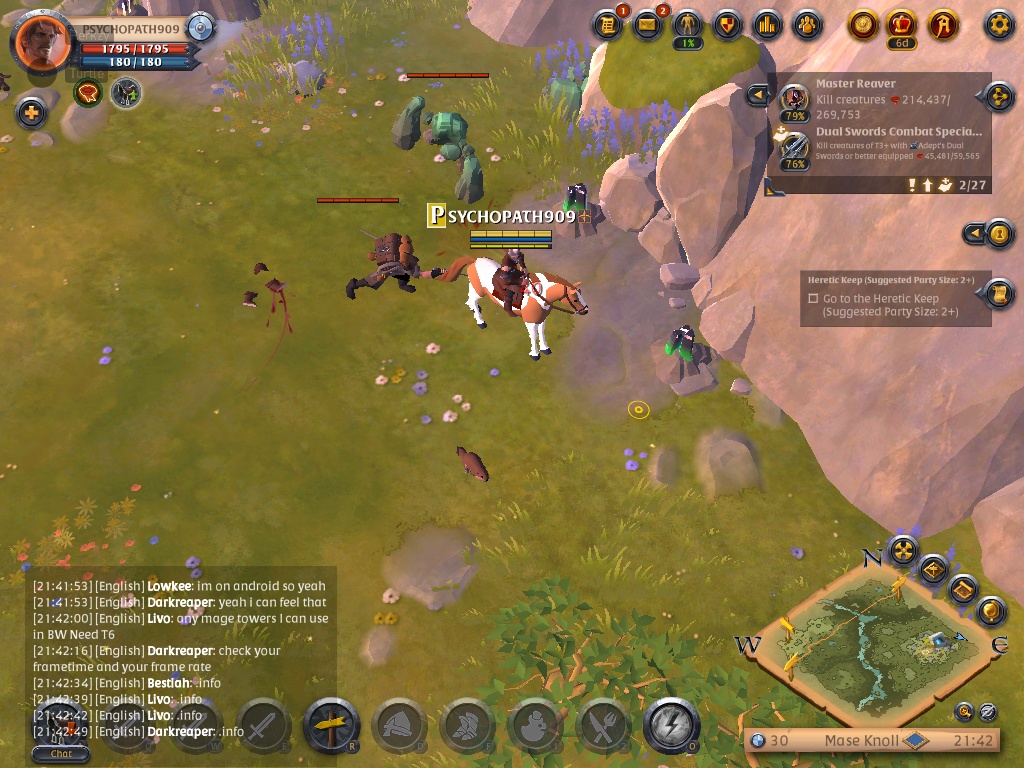 PSYCHOPATH909
1795 / 1795
180 / 180
Turtle
1
2
1%
6d
Master Reaver
Kill creatures 214,437/
269,753
79%
Dual Swords Combat Specia...
Kill creatures of T3+ with Adept's Dual
Swords or better equipped 45,481/59,565
76%
2/27
PSYCHOPATH909
Heretic Keep (Suggested Party Size: 2+)
Go to the Heretic Keep
(Suggested Party Size: 2+)
[21:41:53] [English] Lowkee: im on android so yeah
[21:41:53] [English] Darkreaper: yeah i can feel that
[21:42:00] [English] Livo: any mage towers I can use
in BW Need T6
[21:42:16] [English] Darkreaper: check your
frametime and your frame rate
[21:42:34] [English] Bestiah: .info
[21:42:39] [English] Livo: .info
[21:42:42] [English] Livo: .info
[21:42:49] [English] Darkreaper: .info
Chat
W
R
D
F
O
N
W
E
30
Mase Knoll
21:42